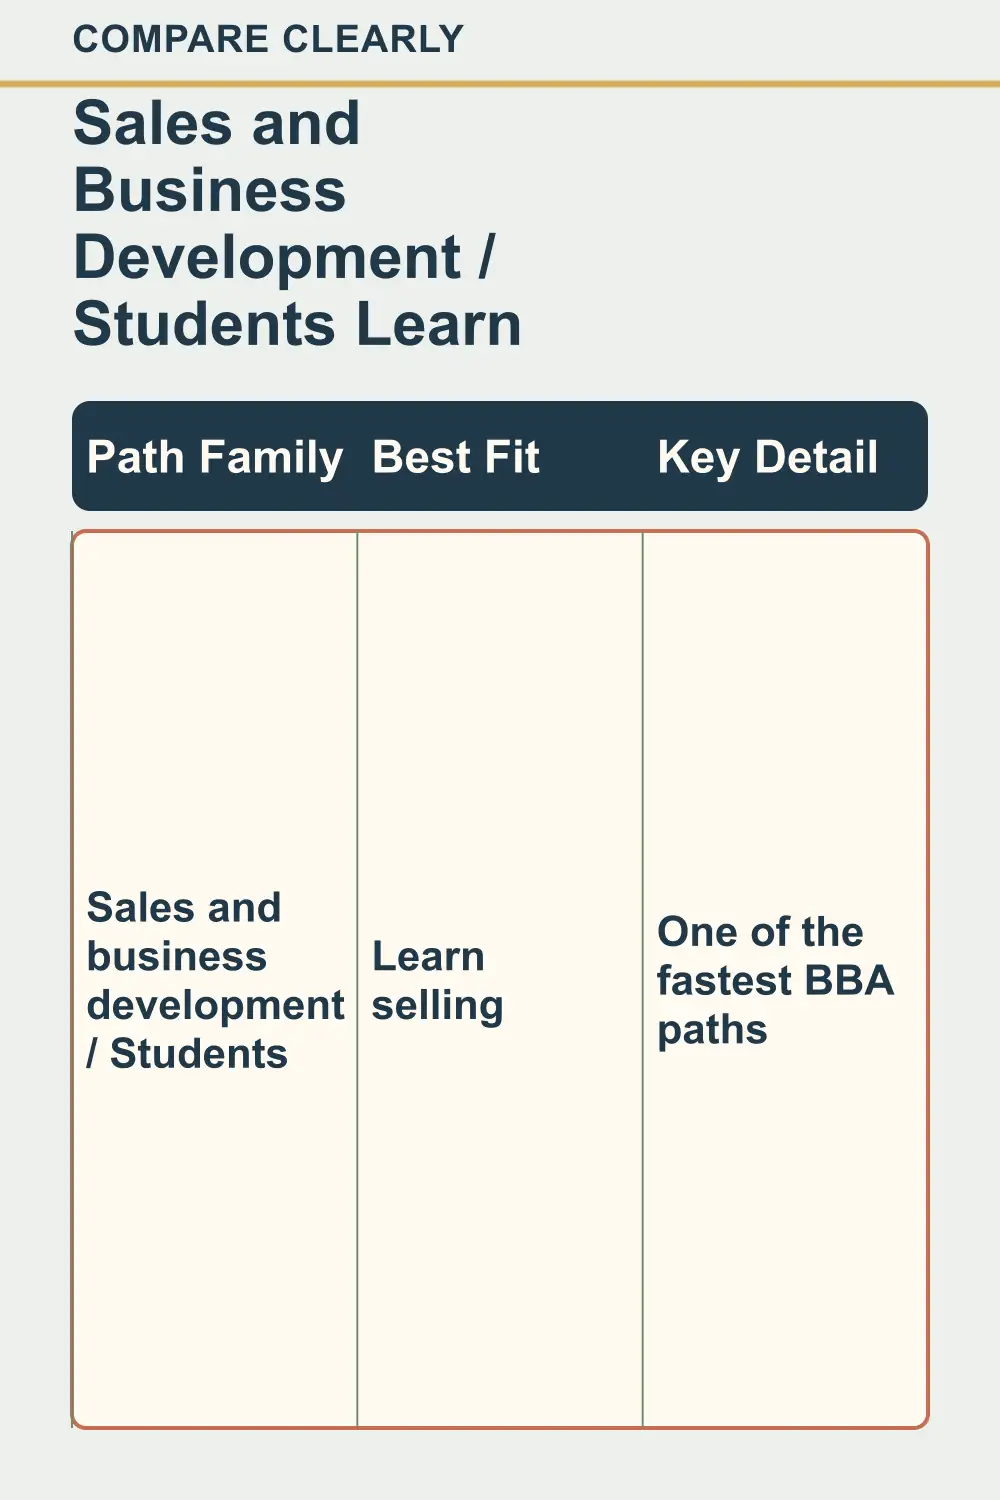 COMPARE CLEARLY
Sales and
Business
Development /
Students Learn
Path Family Best Fit Key Detail
Sales and
business
development
/ Students
Learn
selling
One of the
fastest BBA
paths